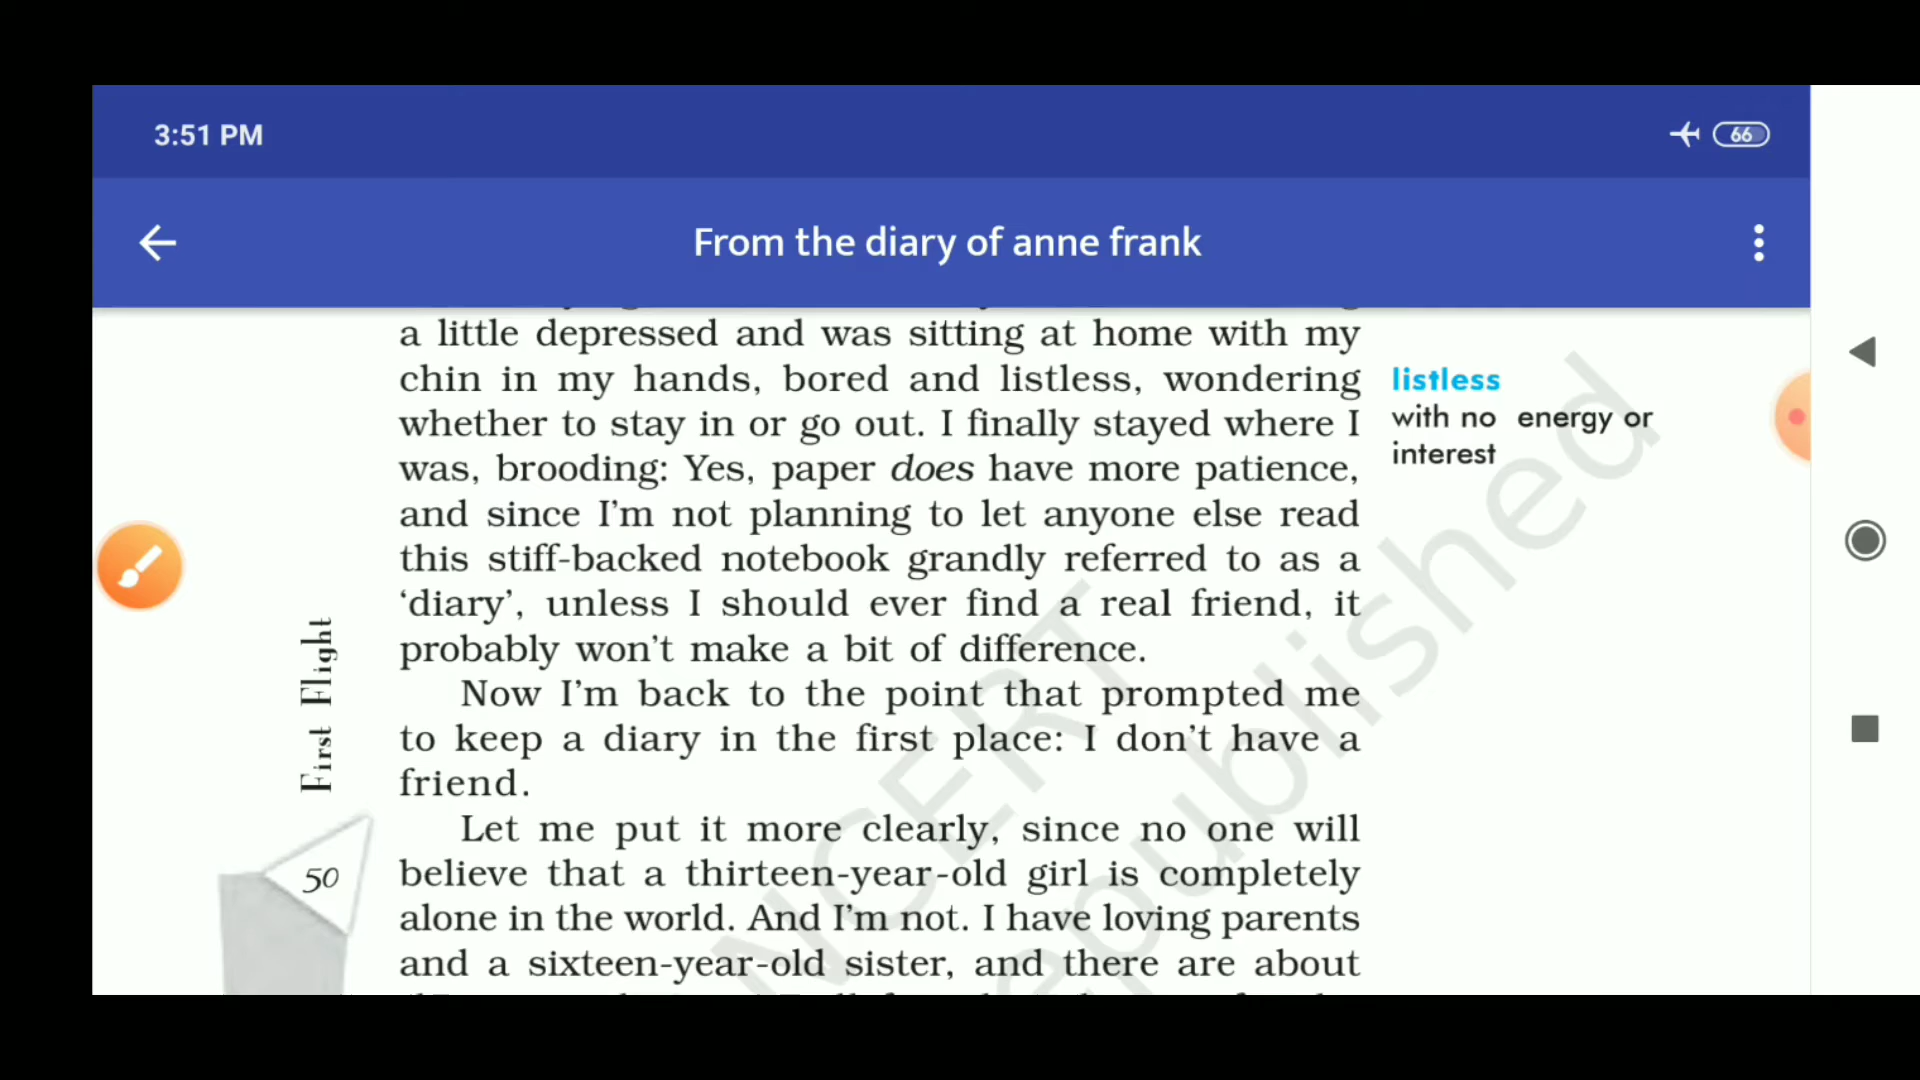 3:51 PM
66
From the diary of anne frank
a little depressed and was sitting at home with my
chin in my hands, bored and listless, wondering
whether to stay in or go out. I finally stayed where I
was, brooding: Yes, paper does have more patience,
and since I'm not planning to let anyone else read
this stiff-backed notebook grandly referred to as a
‘diary’, unless I should ever find a real friend, it
probably won't make a bit of difference.
Now I'm back to the point that prompted me
to keep a diary in the first place: I don't have a
friend.
Let me put it more clearly, since no one will
believe that a thirteen-year-old girl is completely
alone in the world. And I'm not. I have loving parents
and a sixteen-year-old sister, and there are about
listless
with no energy or
interest
First Flight
50
NCERT
republished